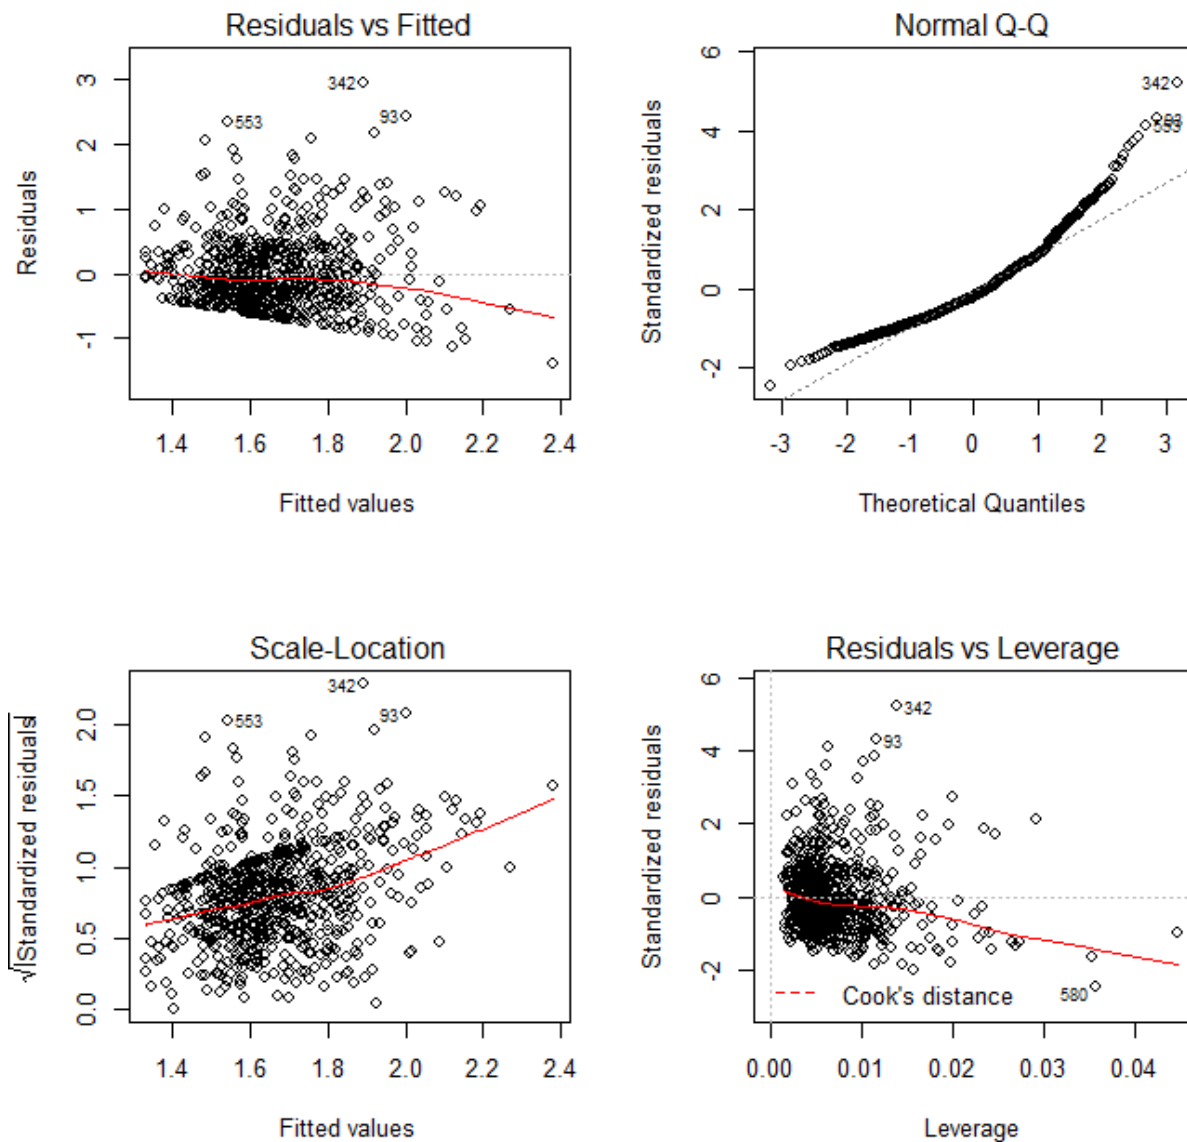 Residuals vs Fitted
Residuals
3
2
1
0
-1
342
93
553
1.4 1.6 1.8 2.0 2.2 2.4
Fitted values
Normal Q-Q
Standardized residuals
6
4
2
0
-2
342
93
553
-3 -2 -1 0 1 2 3
Theoretical Quantiles
Scale-Location
√|Standardized residuals|
2.0
1.5
1.0
0.5
0.0
342
93
553
1.4 1.6 1.8 2.0 2.2 2.4
Fitted values
Residuals vs Leverage
Standardized residuals
6
4
2
0
-2
342
93
580
Cook's distance
0.00 0.01 0.02 0.03 0.04
Leverage